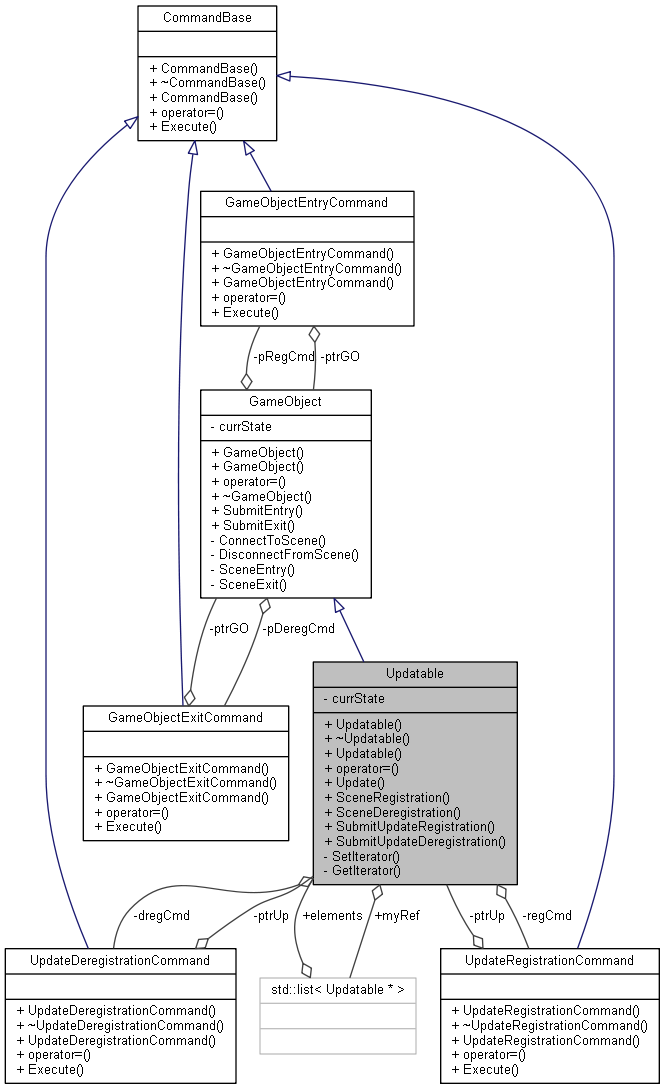 CommandBase
+ CommandBase()
+ ~CommandBase()
+ CommandBase()
+ operator=()
+ Execute()
GameObjectEntryCommand
+ GameObjectEntryCommand()
+ ~GameObjectEntryCommand()
+ GameObjectEntryCommand()
+ operator=()
+ Execute()
-pRegCmd
-ptrGO
GameObject
- currState
+ GameObject()
+ GameObject()
+ operator=()
+ ~GameObject()
+ SubmitEntry()
+ SubmitExit()
- ConnectToScene()
- DisconnectFromScene()
- SceneEntry()
- SceneExit()
-ptrGO
-pDeregCmd
Updatable
- currState
+ Updatable()
+ ~Updatable()
+ Updatable()
+ operator=()
+ Update()
+ SceneRegistration()
+ SceneDeregistration()
+ SubmitUpdateRegistration()
+ SubmitUpdateDeregistration()
- SetIterator()
- GetIterator()
GameObjectExitCommand
+ GameObjectExitCommand()
+ ~GameObjectExitCommand()
+ GameObjectExitCommand()
+ operator=()
+ Execute()
-dregCmd
-ptrUp
+elements
+myRef
-ptrUp
-regCmd
UpdateDeregistrationCommand
+ UpdateDeregistrationCommand()
+ ~UpdateDeregistrationCommand()
+ UpdateDeregistrationCommand()
+ operator=()
+ Execute()
std::list< Updatable * >
UpdateRegistrationCommand
+ UpdateRegistrationCommand()
+ ~UpdateRegistrationCommand()
+ UpdateRegistrationCommand()
+ operator=()
+ Execute()